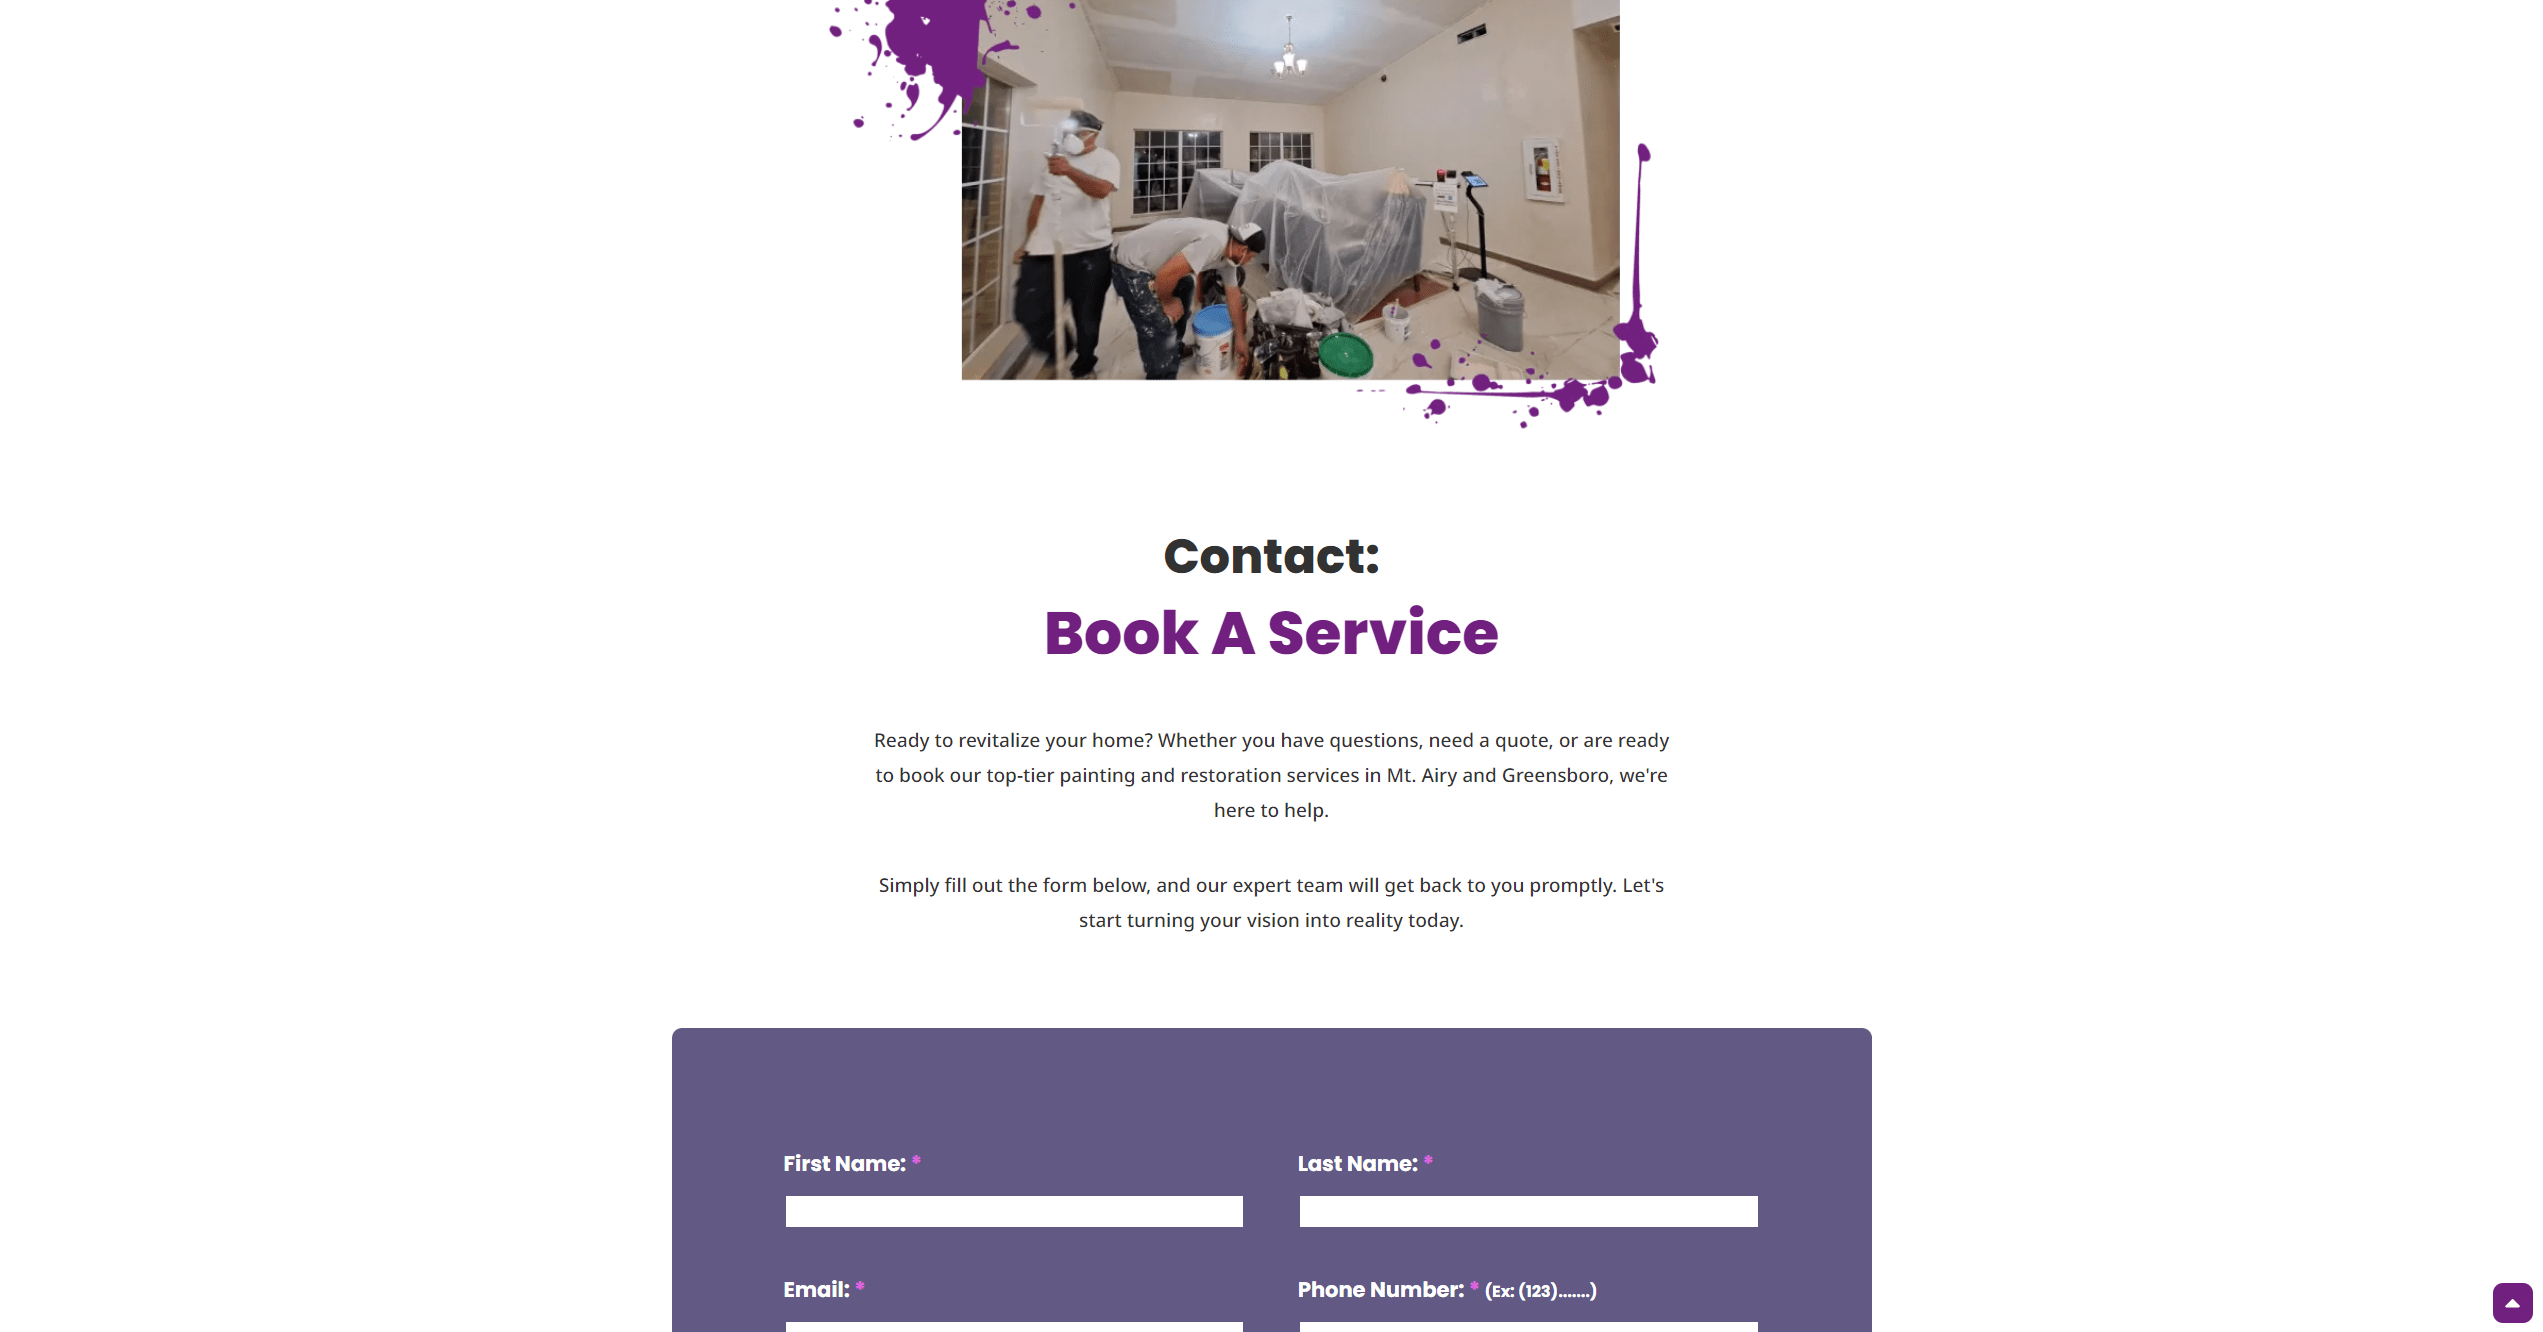 Contact:
Book A Service
Ready to revitalize your home? Whether you have questions, need a quote, or are ready
to book our top-tier painting and restoration services in Mt. Airy and Greensboro, we're
here to help.
Simply fill out the form below, and our expert team will get back to you promptly. Let's
start turning your vision into reality today.
First Name: *
Last Name: *
Email: *
Phone Number: * (Ex: (123).......)